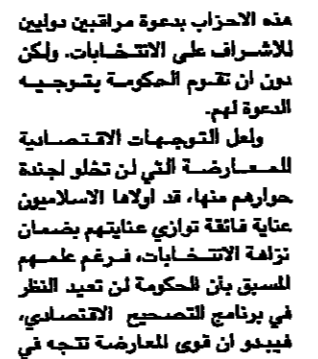 هذه الاحزاب بدعوة مراقبين دوليين
للاشراف على الانتخابات. ولكن
دون ان تقوم الحكومة بتوجيه
الدعوة لهم.
ولعل التوجهات الاقتصادية
للمعارضة التي لن تخلو اجندة
حوارهم منها، قد اولاها الاسلاميون
عناية فائقة توازي عنايتهم بضمان
نزاهة الانتخابات، فرغم علمهم
المسبق بأن الحكومة لن تعيد النظر
في برنامج التصحيح الاقتصادي،
فيبدو ان قوى المعارضة تتجه في